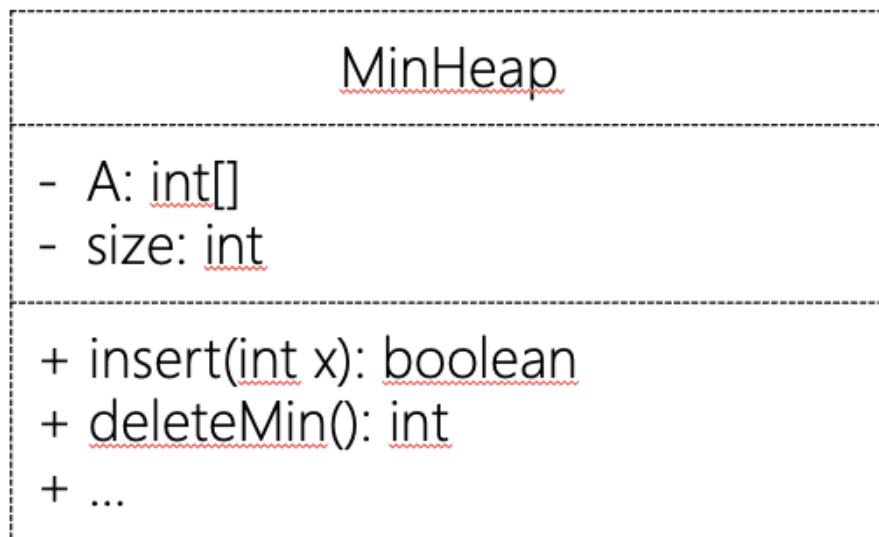 MinHeap
- A: int[]
- size: int
+ insert(int x): boolean
+ deleteMin(): int
+ ...